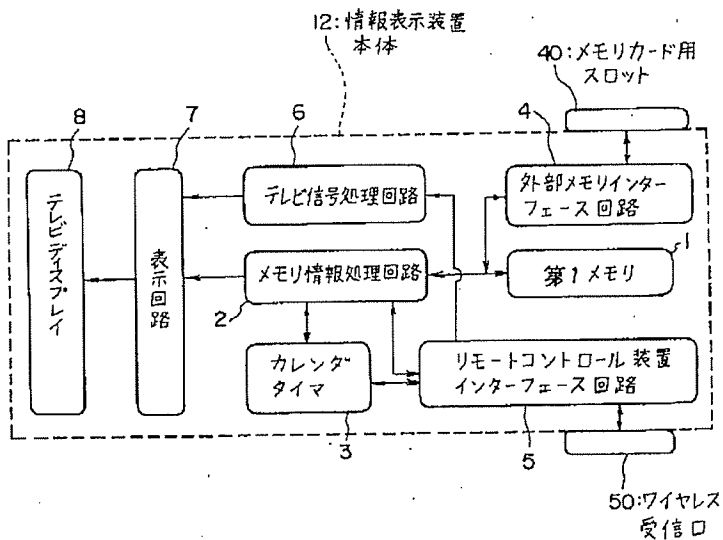 12:情報表示装置
本体
40:メモリカード用
スロット
8
7
6
4
テレビディスプレイ
表示回路
テレビ信号処理回路
外部メモリインター
フェース回路
1
メモリ情報処理回路
第1メモリ
2
カレンダ
タイマ
リモートコントロール装置
インターフェース回路
3
5
50:ワイヤレス
受信口